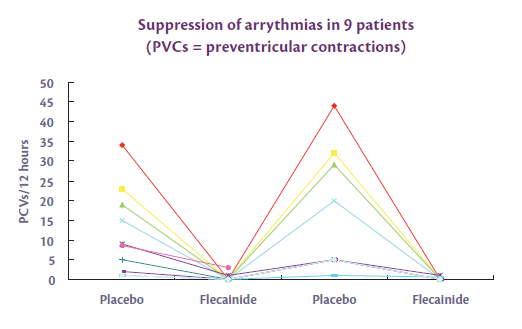 Suppression of arrythmias in 9 patients
(PVCs = preventricular contractions)
PCVs/12 hours
50
45
40
35
30
25
20
15
10
5
0
Placebo Flecainide Placebo Flecainide